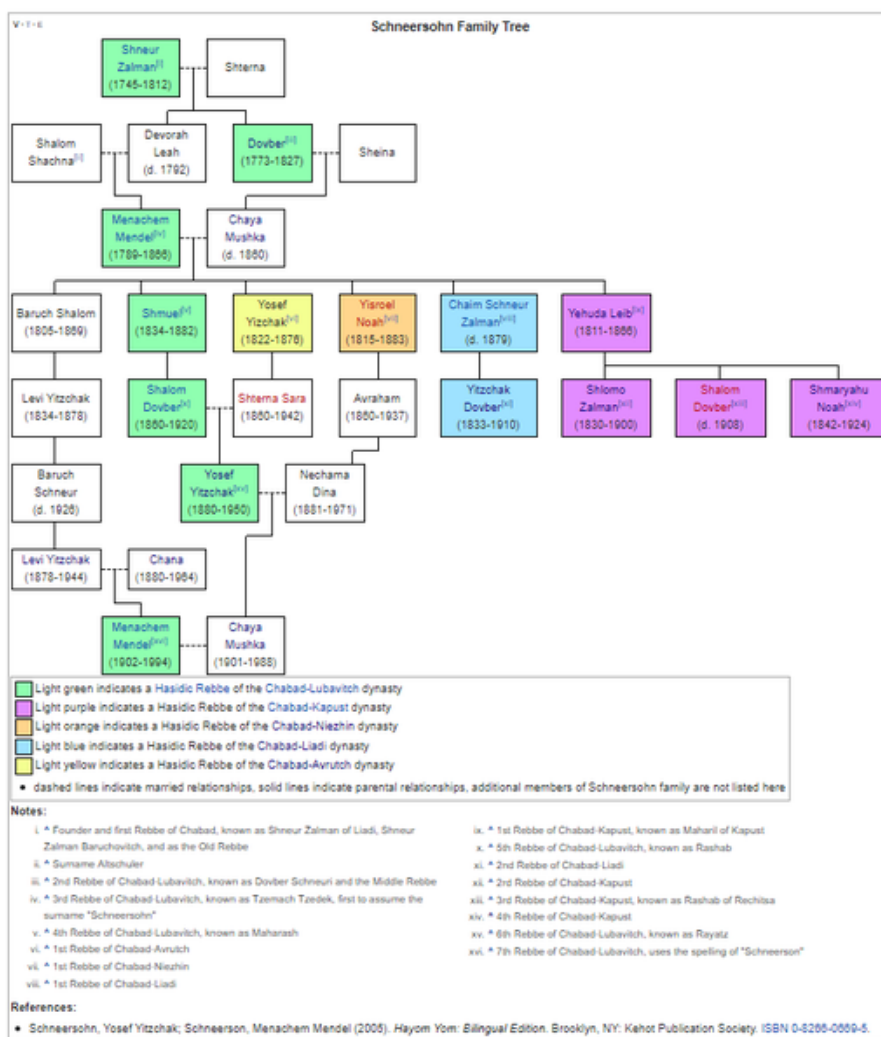 V · T · E
Schneersohn Family Tree
Shneur
Zalman[i]
(1745-1812)
Shterna
Shalom
Shachna[ii]
Devorah
Leah
(d. 1792)
Dovber[iii]
(1773-1827)
Sheina
Menachem
Mendel[iv]
(1789-1866)
Chaya
Mushka
(d. 1860)
Baruch Shalom
(1805-1869)
Shmuel[v]
(1834-1882)
Yosef
Yizchak[vi]
(1822-1876)
Yisroel
Noah[vii]
(1815-1883)
Chaim Schneur
Zalman[viii]
(d. 1879)
Yehuda Leib[ix]
(1811-1866)
Levi Yitzchak
(1834-1878)
Shalom
Dovber[x]
(1860-1920)
Shterna Sara
(1860-1942)
Avraham
(1860-1937)
Yitzchak
Dovber[xi]
(1833-1910)
Shlomo
Zalman[xii]
(1830-1900)
Shalom
Dovber[xiii]
(d. 1908)
Shmaryahu
Noah[xiv]
(1842-1924)
Baruch
Schneur
(d. 1926)
Yosef
Yitzchak[xv]
(1880-1950)
Nechama
Dina
(1881-1971)
Levi Yitzchak
(1878-1944)
Chana
(1880-1964)
Menachem
Mendel[xvi]
(1902-1994)
Chaya
Mushka
(1901-1988)
Light green indicates a Hasidic Rebbe of the Chabad-Lubavitch dynasty
Light purple indicates a Hasidic Rebbe of the Chabad-Kapust dynasty
Light orange indicates a Hasidic Rebbe of the Chabad-Niezhin dynasty
Light blue indicates a Hasidic Rebbe of the Chabad-Liadi dynasty
Light yellow indicates a Hasidic Rebbe of the Chabad-Avrutch dynasty
• dashed lines indicate married relationships, solid lines indicate parental relationships, additional members of Schneersohn family are not listed here
Notes:
i. ^ Founder and first Rebbe of Chabad, known as Shneur Zalman of Liadi, Shneur
Zalman Baruchovitch, and as the Old Rebbe
ii. ^ Surname Altschuler
iii. ^ 2nd Rebbe of Chabad-Lubavitch, known as Dovber Schneuri and the Middle Rebbe
iv. ^ 3rd Rebbe of Chabad-Lubavitch, known as Tzemach Tzedek, first to assume the
surname "Schneersohn"
v. ^ 4th Rebbe of Chabad-Lubavitch, known as Maharash
vi. ^ 1st Rebbe of Chabad-Avrutch
vii. ^ 1st Rebbe of Chabad-Niezhin
viii. ^ 1st Rebbe of Chabad-Liadi
ix. ^ 1st Rebbe of Chabad-Kapust, known as Maharil of Kapust
x. ^ 5th Rebbe of Chabad-Lubavitch, known as Rashab
xi. ^ 2nd Rebbe of Chabad-Liadi
xii. ^ 2nd Rebbe of Chabad-Kapust
xiii. ^ 3rd Rebbe of Chabad-Kapust, known as Rashab of Rechitsa
xiv. ^ 4th Rebbe of Chabad-Kapust
xv. ^ 6th Rebbe of Chabad-Lubavitch, known as Rayatz
xvi. ^ 7th Rebbe of Chabad-Lubavitch, uses the spelling of "Schneerson"
References:
• Schneersohn, Yosef Yitzchak; Schneerson, Menachem Mendel (2005). Hayom Yom: Bilingual Edition. Brooklyn, NY: Kehot Publication Society. ISBN 0-8266-0669-5.